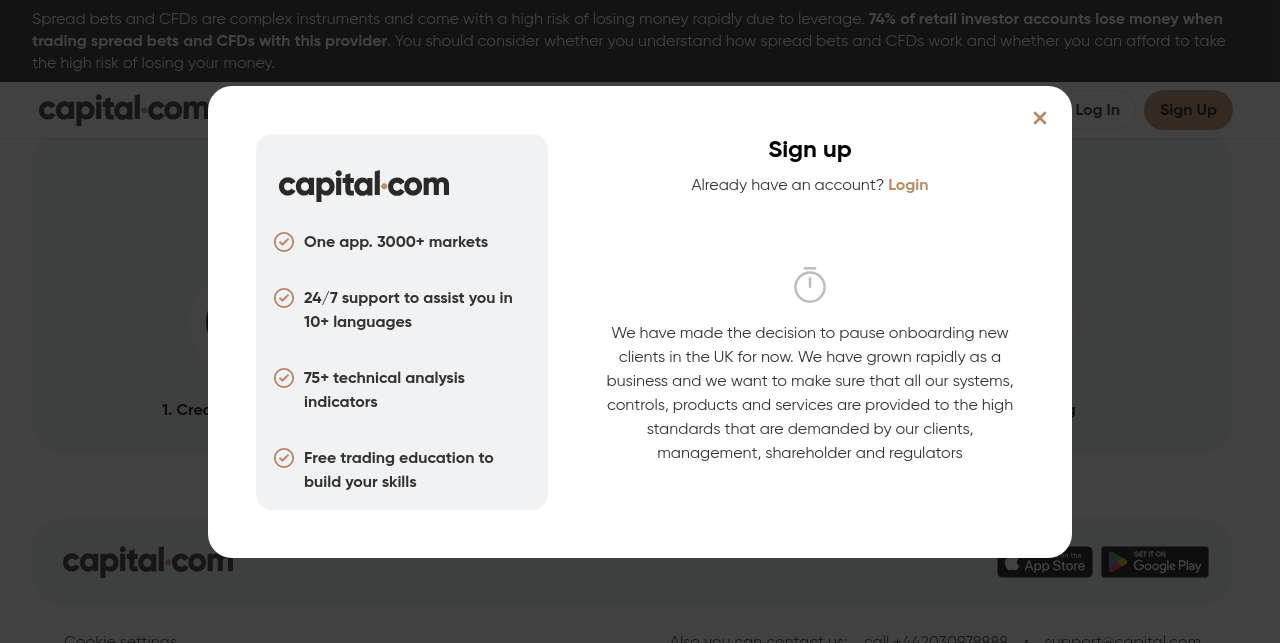 Spread bets and CFDs are complex instruments and come with a high risk of losing money rapidly due to leverage. 74% of retail investor accounts lose money when
trading spread bets and CFDs with this provider. You should consider whether you understand how spread bets and CFDs work and whether you can afford to take
the high risk of losing your money.
capital.com
Log In
Sign Up
capital.com
One app. 3000+ markets
24/7 support to assist you in
10+ languages
75+ technical analysis
indicators
Free trading education to
build your skills
Sign up
Already have an account? Login
We have made the decision to pause onboarding new
clients in the UK for now. We have grown rapidly as a
business and we want to make sure that all our systems,
controls, products and services are provided to the high
standards that are demanded by our clients,
management, shareholder and regulators
1.
capital.com
App Store
GET IT ON
Google Play
Cookie settings
Also you can contact us: call +442030978888 • support@capital.com